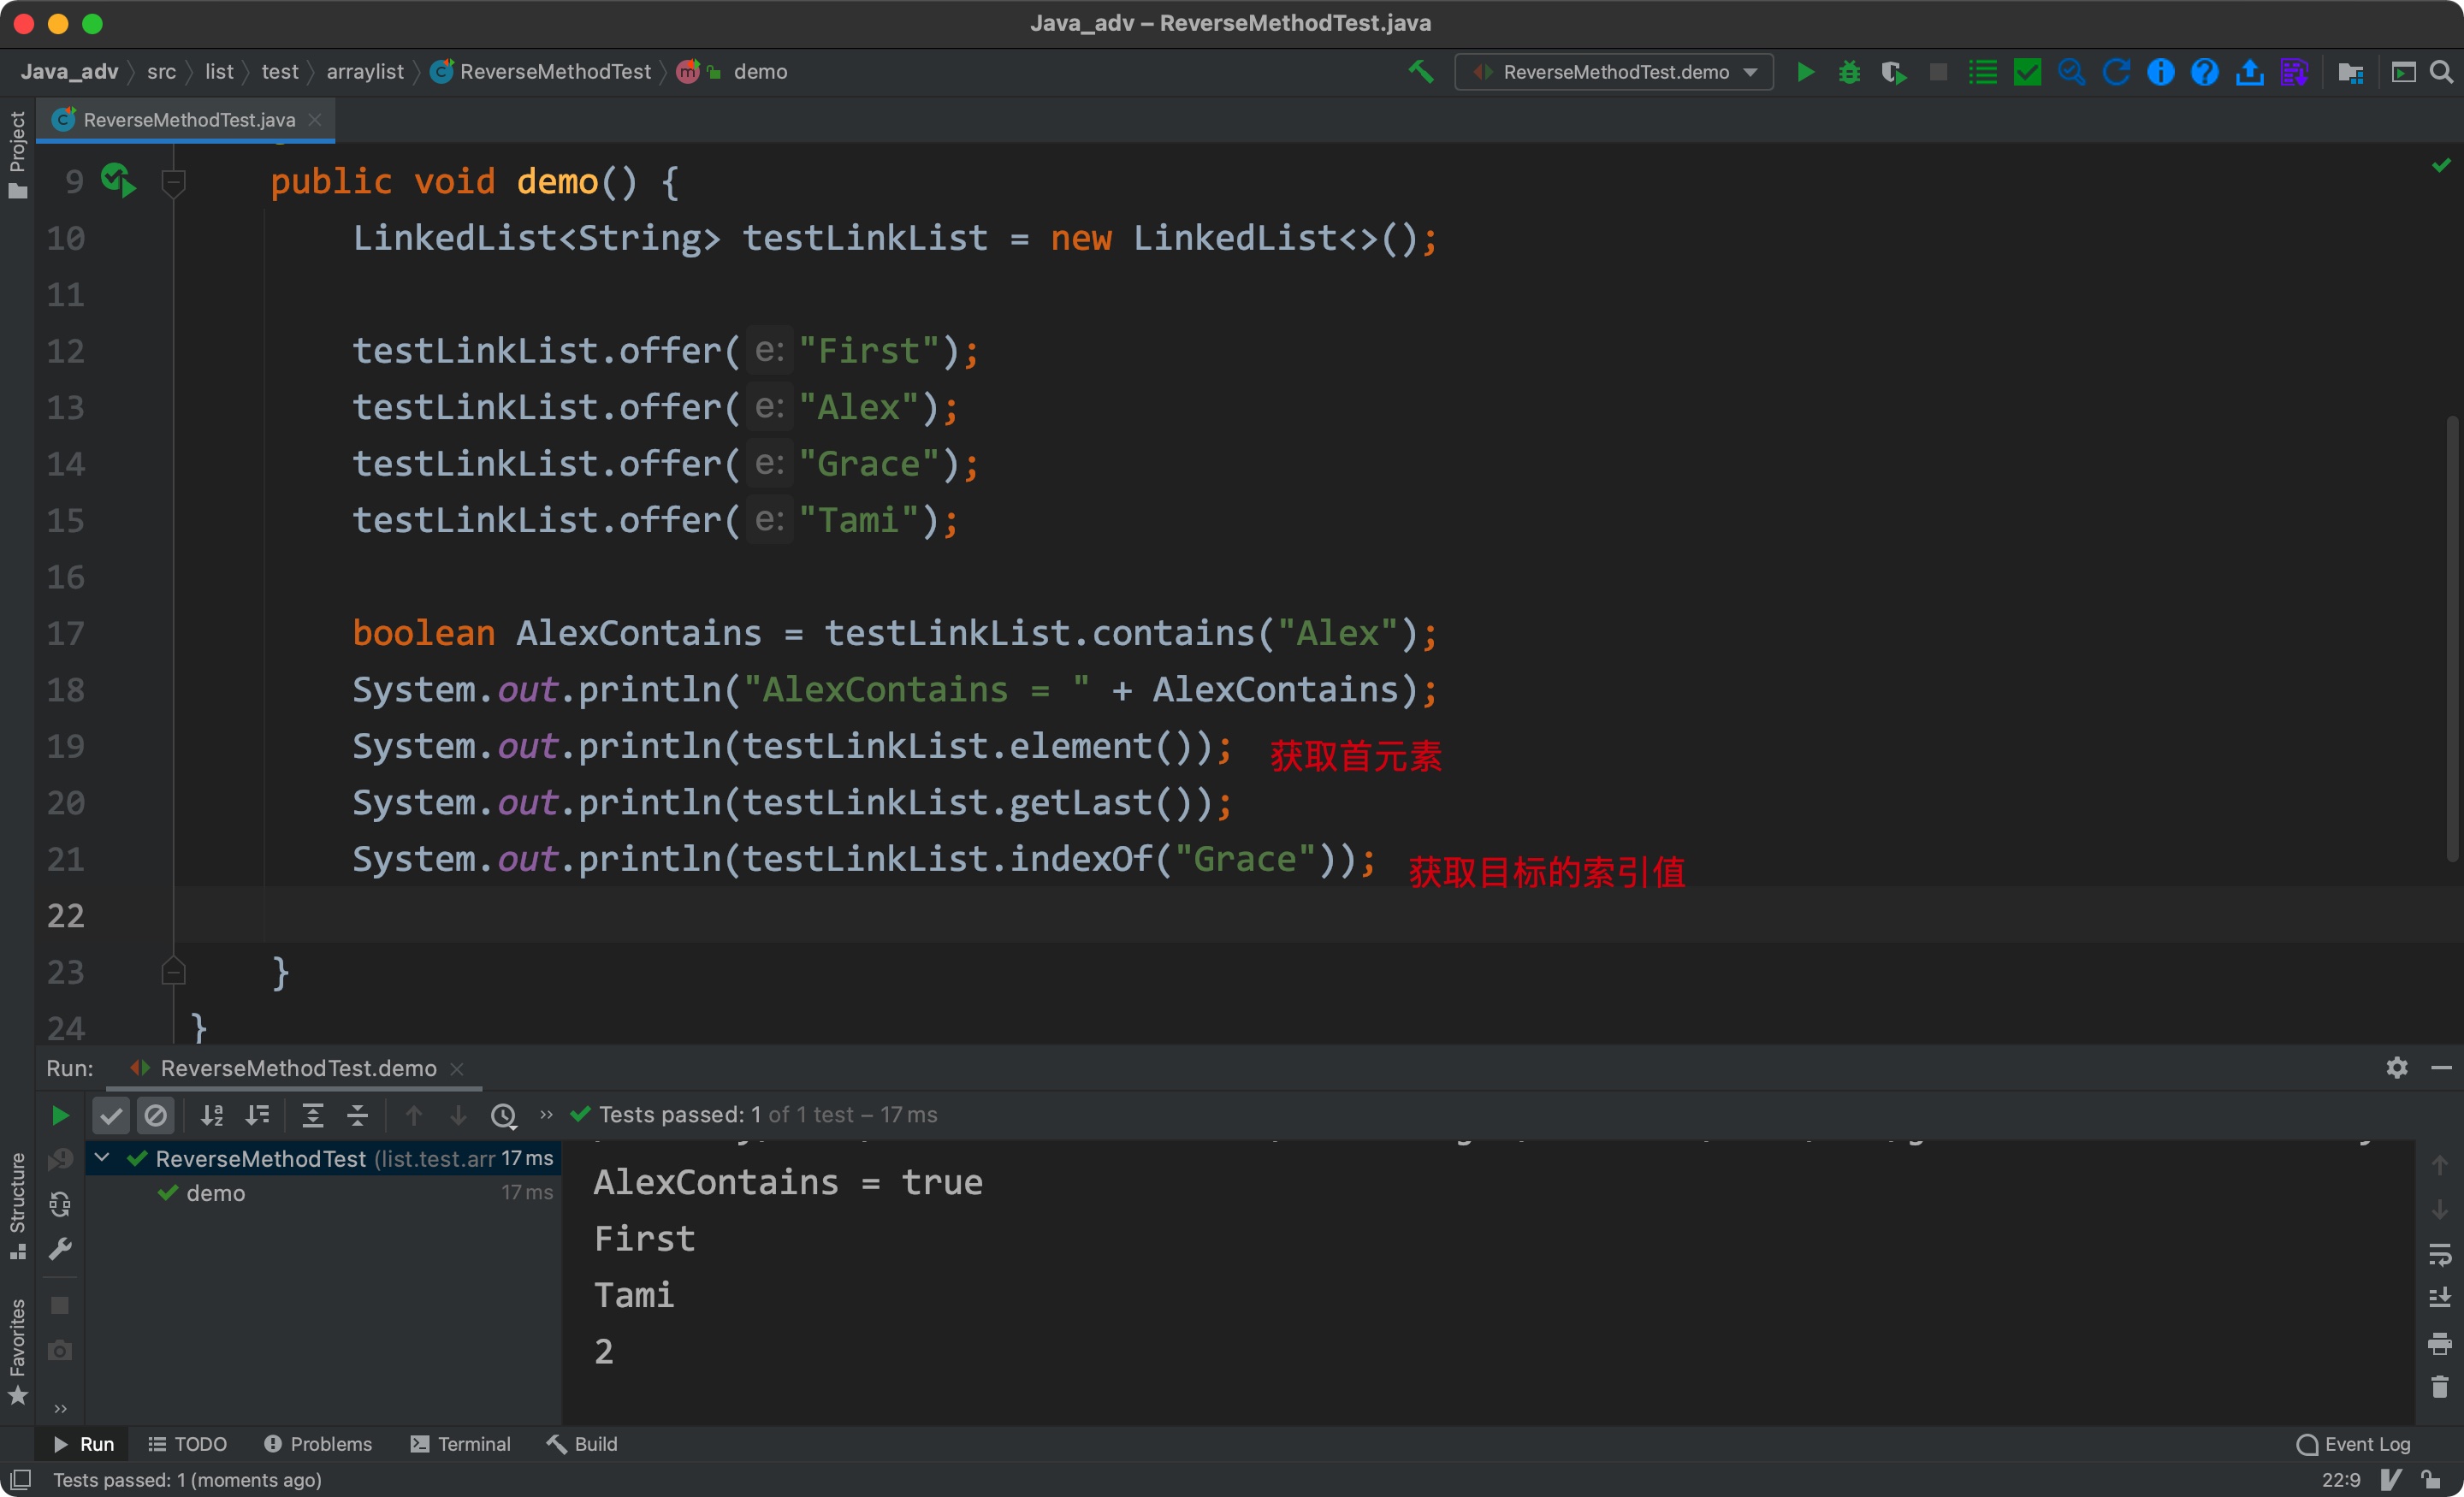 Java_adv – ReverseMethodTest.java
Java_adv src list test arraylist ReverseMethodTest demo ReverseMethodTest.demo
Project
ReverseMethodTest.java
9 public void demo() {
10 LinkedList<String> testLinkList = new LinkedList<>();
11
12 testLinkList.offer( e: "First");
13 testLinkList.offer( e: "Alex");
14 testLinkList.offer( e: "Grace");
15 testLinkList.offer( e: "Tami");
16
17 boolean AlexContains = testLinkList.contains("Alex");
18 System.out.println("AlexContains = " + AlexContains);
19 System.out.println(testLinkList.element()); 获取首元素
20 System.out.println(testLinkList.getLast());
21 System.out.println(testLinkList.indexOf("Grace")); 获取目标的索引值
22
23 }
24 }
Run: ReverseMethodTest.demo
Tests passed: 1 of 1 test – 17 ms
ReverseMethodTest (list.test.arr 17 ms
demo 17 ms
AlexContains = true
First
Tami
2
Structure
Favorites
Run TODO Problems Terminal Build Event Log
Tests passed: 1 (moments ago) 22:9